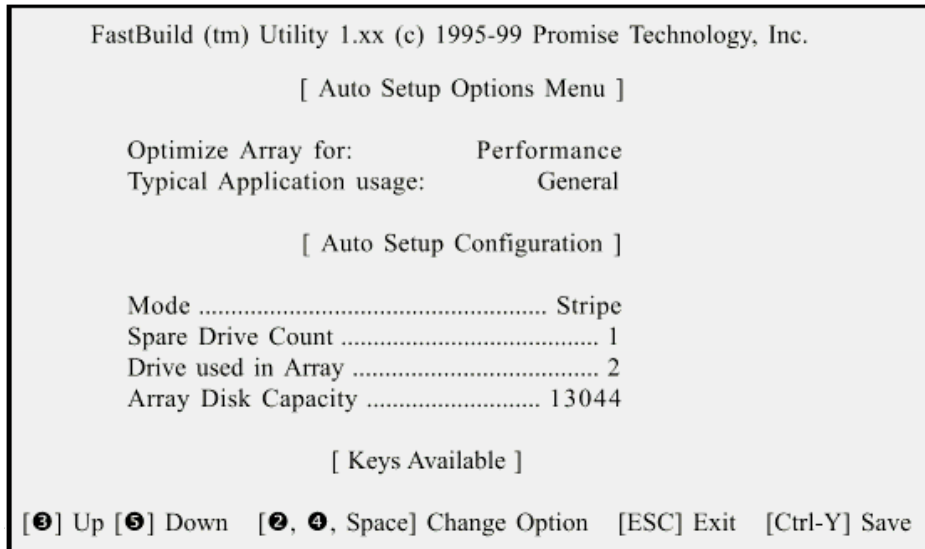 FastBuild (tm) Utility 1.xx (c) 1995-99 Promise Technology, Inc.
[ Auto Setup Options Menu ]
Optimize Array for: Performance
Typical Application usage: General
[ Auto Setup Configuration ]
Mode ...................................................... Stripe
Spare Drive Count ........................................ 1
Drive used in Array ...................................... 2
Array Disk Capacity ........................... 13044
[ Keys Available ]
[❸] Up [❺] Down [❷, ❹, Space] Change Option [ESC] Exit [Ctrl-Y] Save